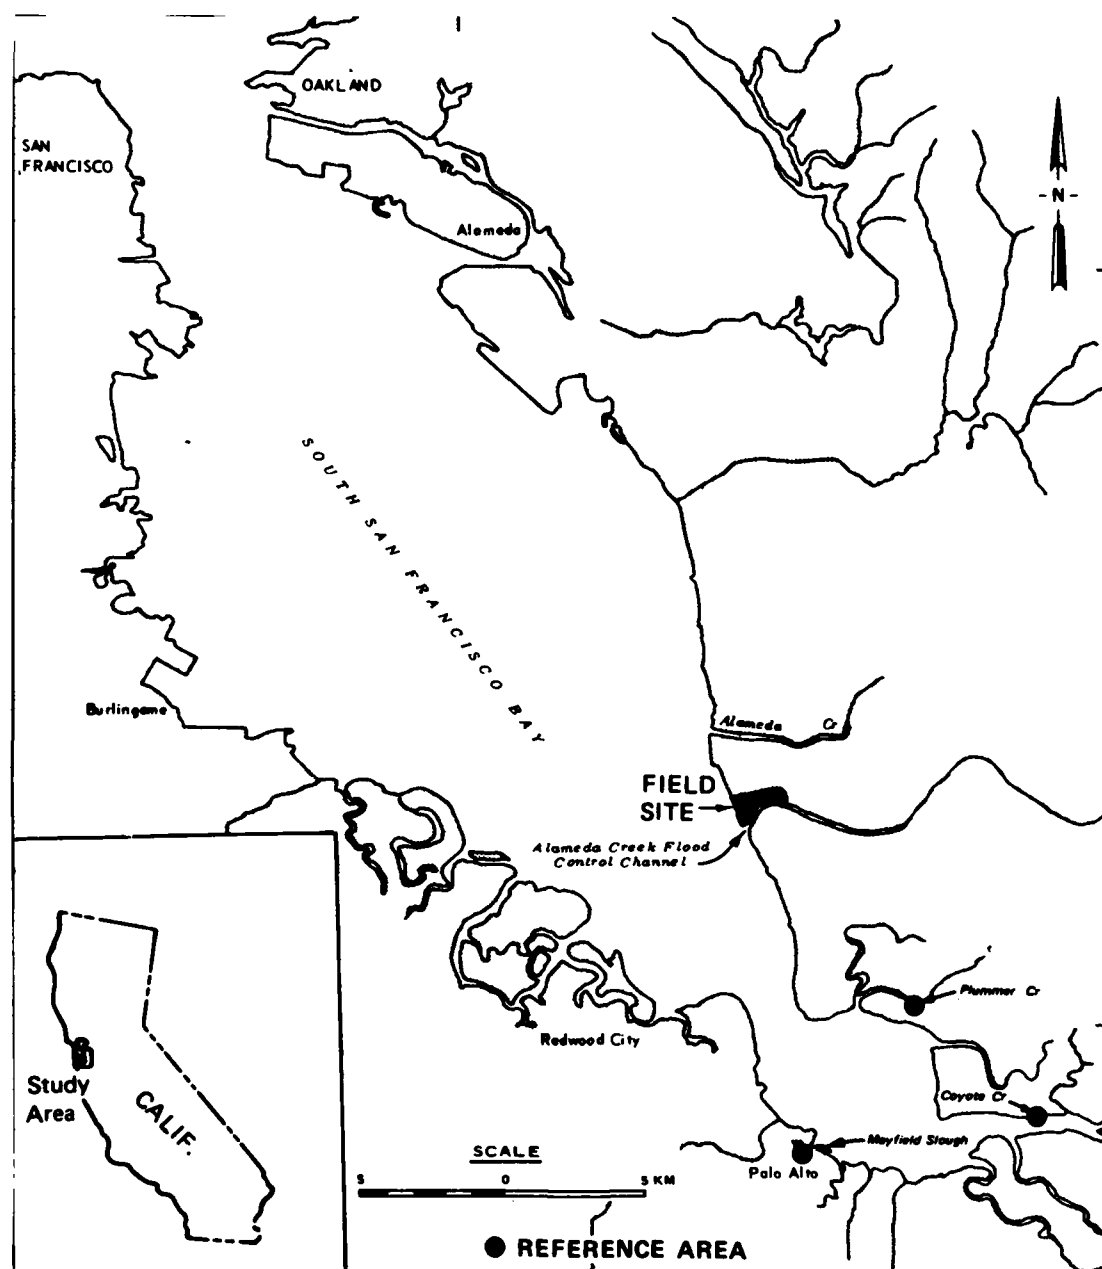 OAKLAND
SAN
FRANCISCO
N
Alameda
SOUTH SAN FRANCISCO BAY
Burlingame
Alameda Cr
FIELD
SITE
Alameda Creek Flood
Control Channel
Plummer Cr
Redwood City
Coyote Cr
Mayfield Slough
Palo Alto
Study
Area
CALIF.
SCALE
5 0 5 KM
REFERENCE AREA